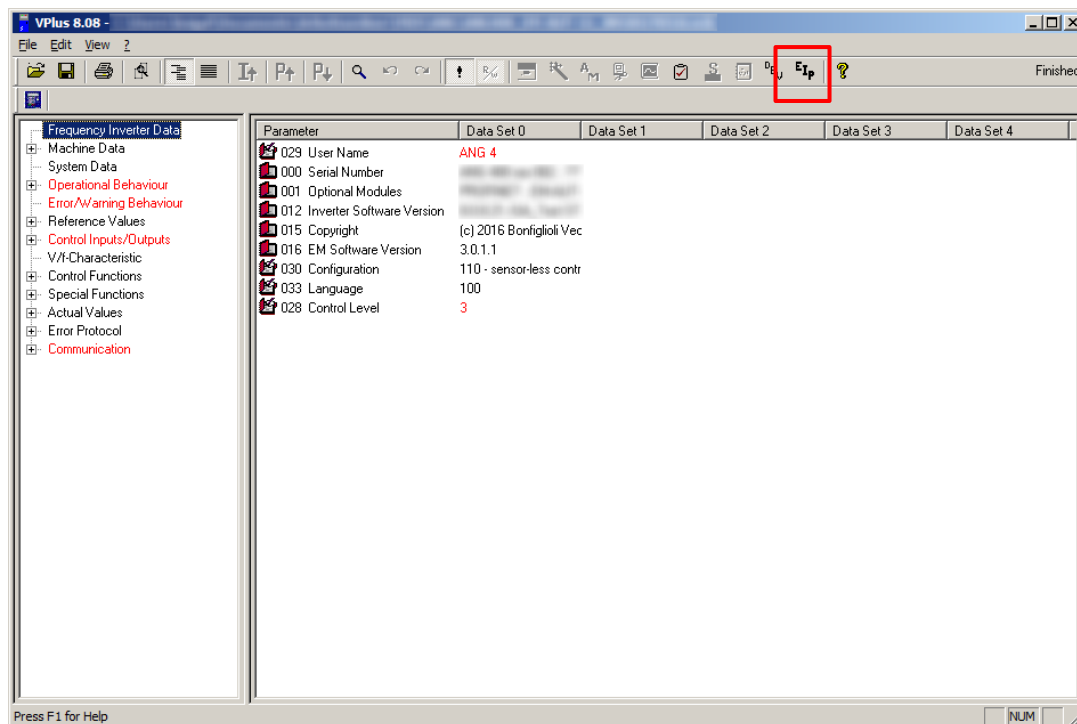 VPlus 8.08 -
File Edit View ?
I P P R/W A M S DEV EIP ? Finished
Frequency Inverter Data
Machine Data
System Data
Operational Behaviour
Error/Warning Behaviour
Reference Values
Control Inputs/Outputs
V/f-Characteristic
Control Functions
Special Functions
Actual Values
Error Protocol
Communication
Parameter Data Set 0 Data Set 1 Data Set 2 Data Set 3 Data Set 4
029 User Name ANG 4
000 Serial Number
001 Optional Modules
012 Inverter Software Version
015 Copyright (c) 2016 Bonfiglioli Vec
016 EM Software Version 3.0.1.1
030 Configuration 110 - sensor-less contr
033 Language 100
028 Control Level 3
Press F1 for Help NUM